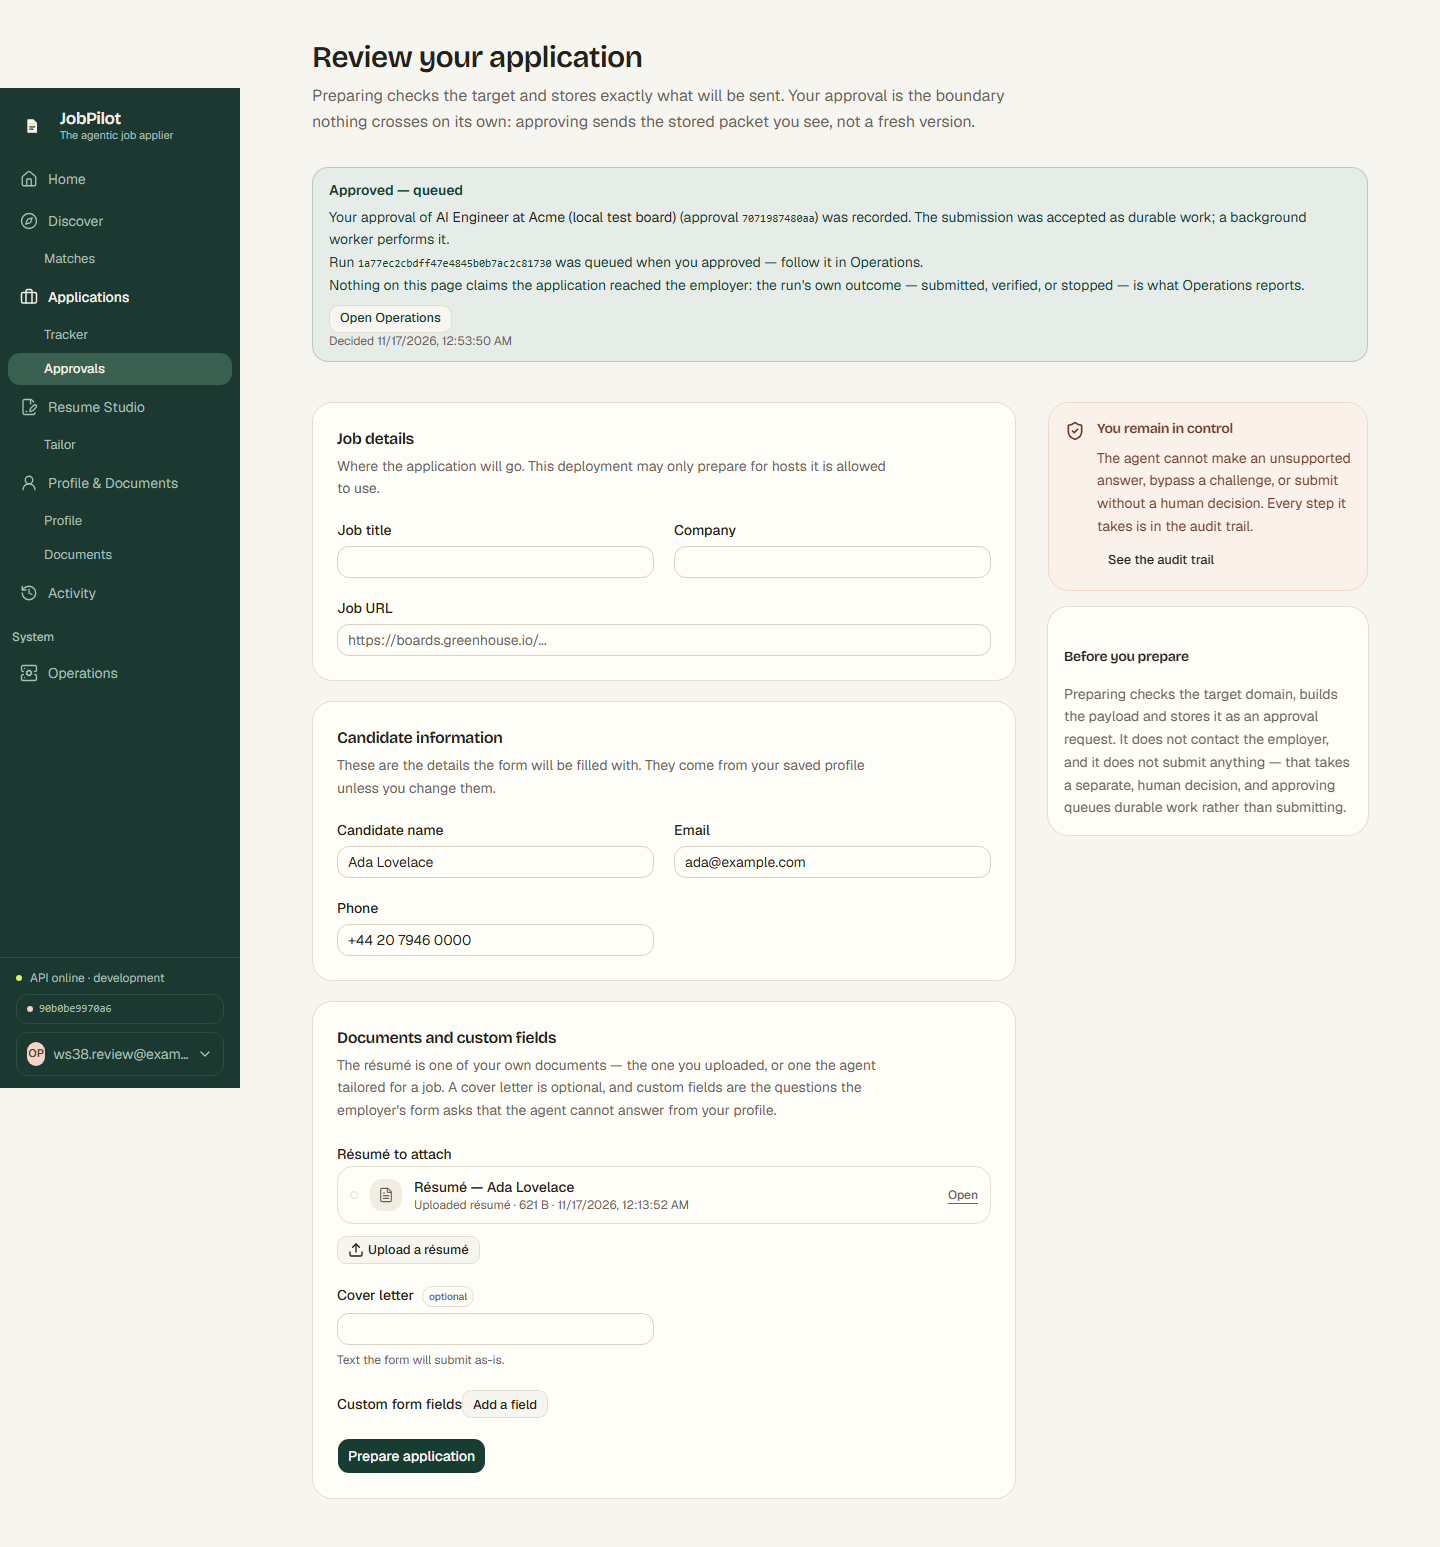 Review your application
Preparing checks the target and stores exactly what will be sent. Your approval is the boundary
nothing crosses on its own: approving sends the stored packet you see, not a fresh version.
JobPilot
The agentic job applier
Home
Discover
Matches
Applications
Tracker
Approvals
Resume Studio
Tailor
Profile & Documents
Profile
Documents
Activity
System
Operations
API online · development
90b0be9970a6
OP
ws38.review@exam...
Approved — queued
Your approval of AI Engineer at Acme (local test board) (approval 7071987480aa) was recorded. The submission was accepted as durable work; a background
worker performs it.
Run 1a77ec2cbdff47e4845b0b7ac2c81730 was queued when you approved — follow it in Operations.
Nothing on this page claims the application reached the employer: the run's own outcome — submitted, verified, or stopped — is what Operations reports.
Open Operations
Decided 11/17/2026, 12:53:50 AM
Job details
Where the application will go. This deployment may only prepare for hosts it is allowed
to use.
Job title
Company
Job URL
https://boards.greenhouse.io/...
Candidate information
These are the details the form will be filled with. They come from your saved profile
unless you change them.
Candidate name
Email
Ada Lovelace
ada@example.com
Phone
+44 20 7946 0000
Documents and custom fields
The résumé is one of your own documents — the one you uploaded, or one the agent
tailored for a job. A cover letter is optional, and custom fields are the questions the
employer's form asks that the agent cannot answer from your profile.
Résumé to attach
Résumé — Ada Lovelace
Uploaded résumé · 621 B · 11/17/2026, 12:13:52 AM
Open
Upload a résumé
Cover letter optional
Text the form will submit as-is.
Custom form fields
Add a field
Prepare application
You remain in control
The agent cannot make an unsupported
answer, bypass a challenge, or submit
without a human decision. Every step it
takes is in the audit trail.
See the audit trail
Before you prepare
Preparing checks the target domain, builds
the payload and stores it as an approval
request. It does not contact the employer,
and it does not submit anything — that takes
a separate, human decision, and approving
queues durable work rather than submitting.